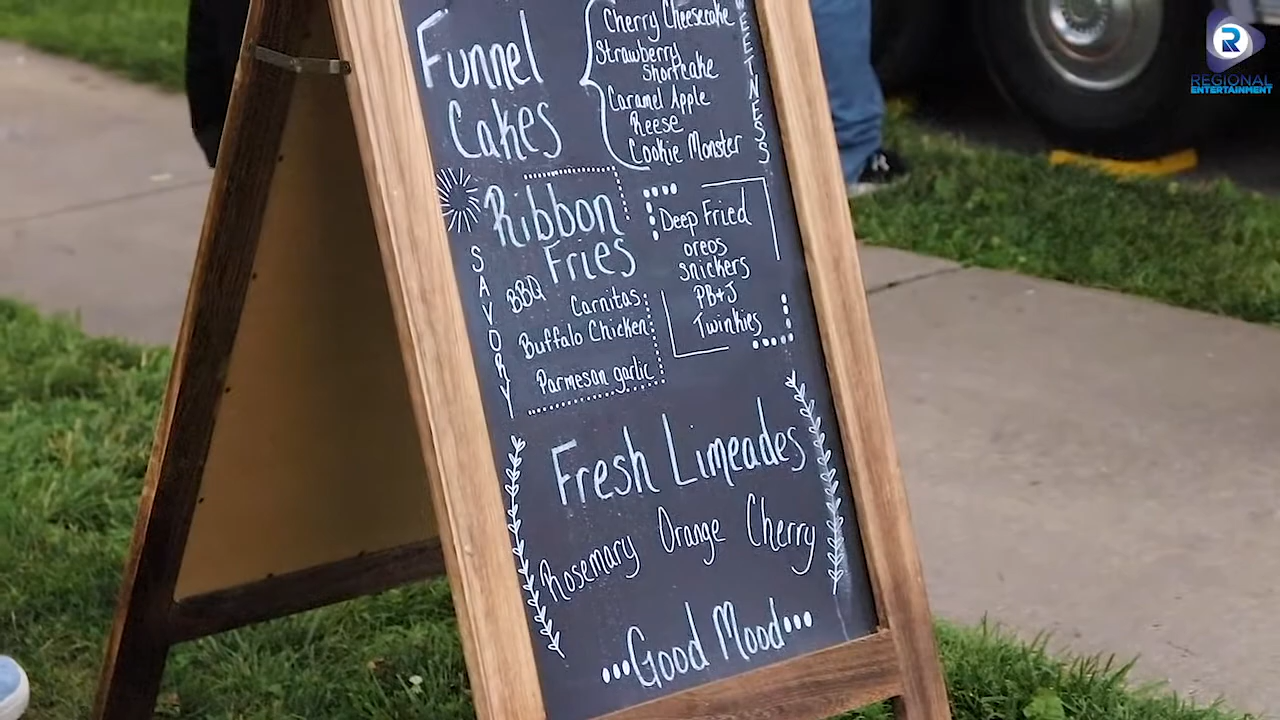 Funnel
Cakes
Cherry Cheesecake
Strawberry
Shortcake
Caramel Apple
Reese
Cookie Monster
EETNESS
Ribbon
Fries
SAVORY
BBQ
Carnitas
Buffalo Chicken
Parmesan garlic
Deep Fried
oreos
snickers
PB+J
Twinkies
Fresh Limeades
Rosemary Orange Cherry
...Good Mood...
R
REGIONAL
ENTERTAINMENT